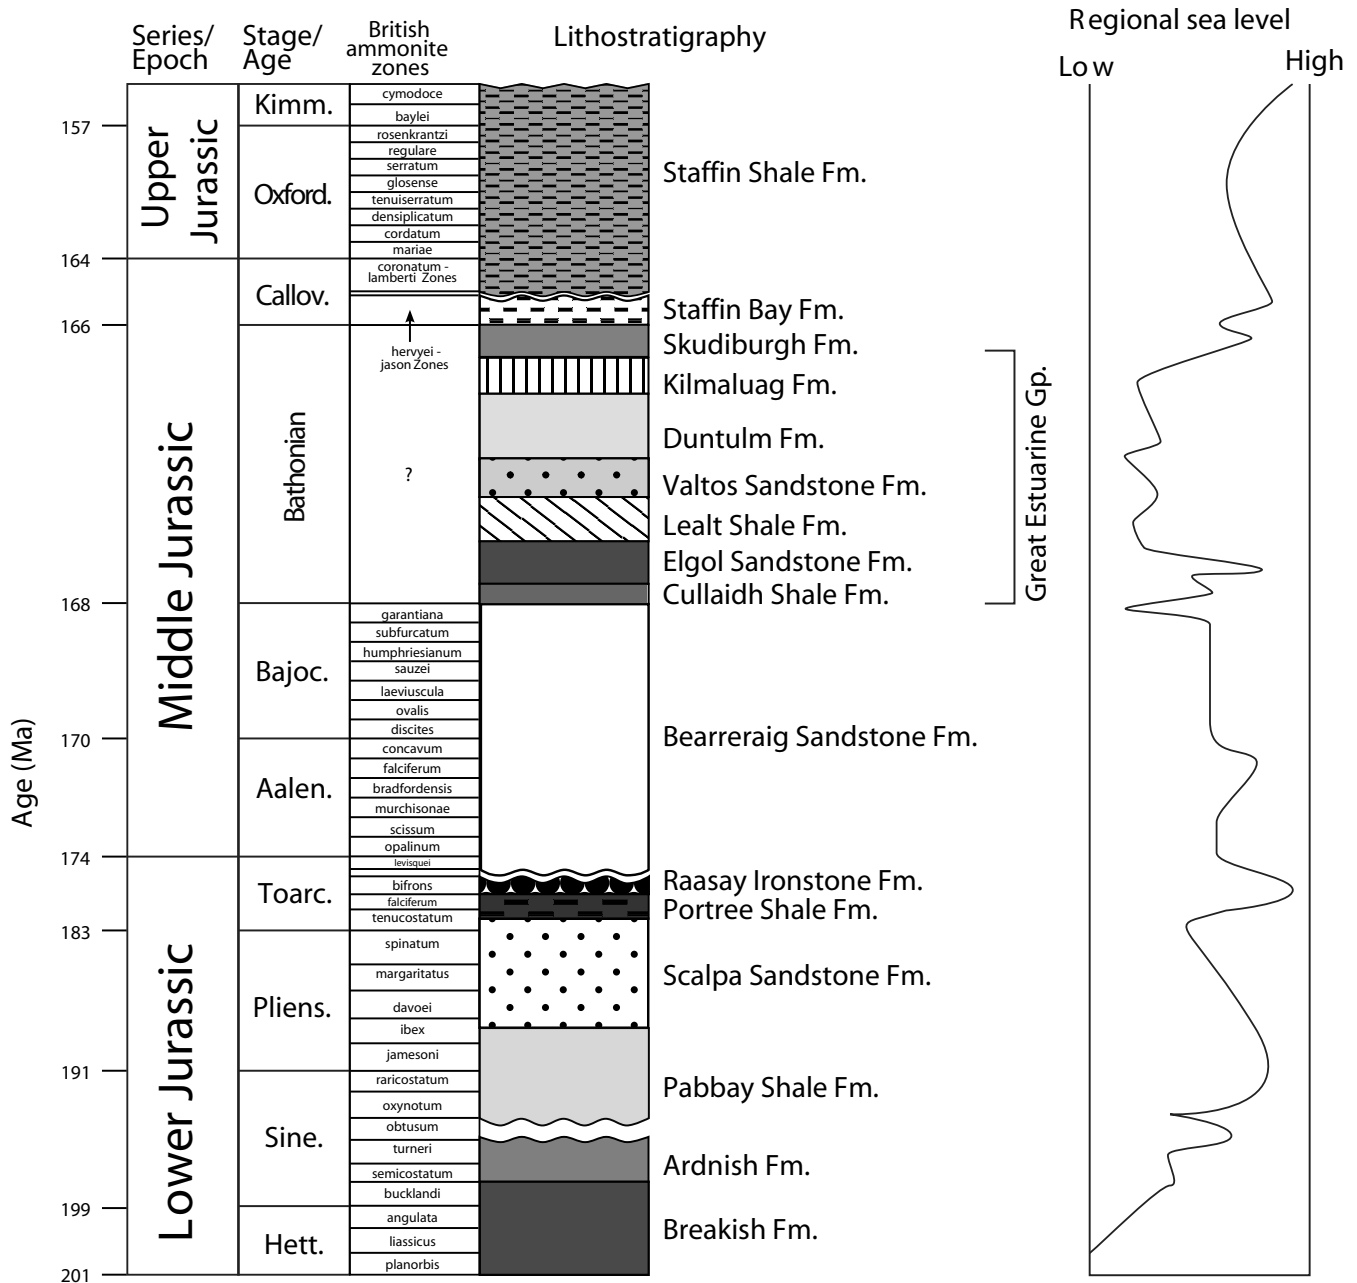 Series/
Epoch
Stage/
Age
British
ammonite
zones
Lithostratigraphy
Regional sea level
Low
High
Age (Ma)
157
164
166
168
170
174
183
191
199
201
Upper
Jurassic
Middle Jurassic
Lower Jurassic
Kimm.
Oxford.
Callov.
Bathonian
Bajoc.
Aalen.
Toarc.
Pliens.
Sine.
Hett.
cymodoce
baylei
rosenkrantzi
regulare
serratum
glosense
tenuiserratum
densiplicatum
cordatum
mariae
coronatum -
lamberti Zones
hervyei -
jason Zones
?
garantiana
subfurcatum
humphriesianum
sauzei
laeviuscula
ovalis
discites
concavum
falciferum
bradfordensis
murchisonae
scissum
opalinum
levisquei
bifrons
falciferum
tenucostatum
spinatum
margaritatus
davoei
ibex
jamesoni
raricostatum
oxynotum
obtusum
turneri
semicostatum
bucklandi
angulata
liassicus
planorbis
Staffin Shale Fm.
Staffin Bay Fm.
Skudiburgh Fm.
Kilmaluag Fm.
Duntulm Fm.
Valtos Sandstone Fm.
Lealt Shale Fm.
Elgol Sandstone Fm.
Cullaidh Shale Fm.
Bearreraig Sandstone Fm.
Raasay Ironstone Fm.
Portree Shale Fm.
Scalpa Sandstone Fm.
Pabbay Shale Fm.
Ardnish Fm.
Breakish Fm.
Great Estuarine Gp.